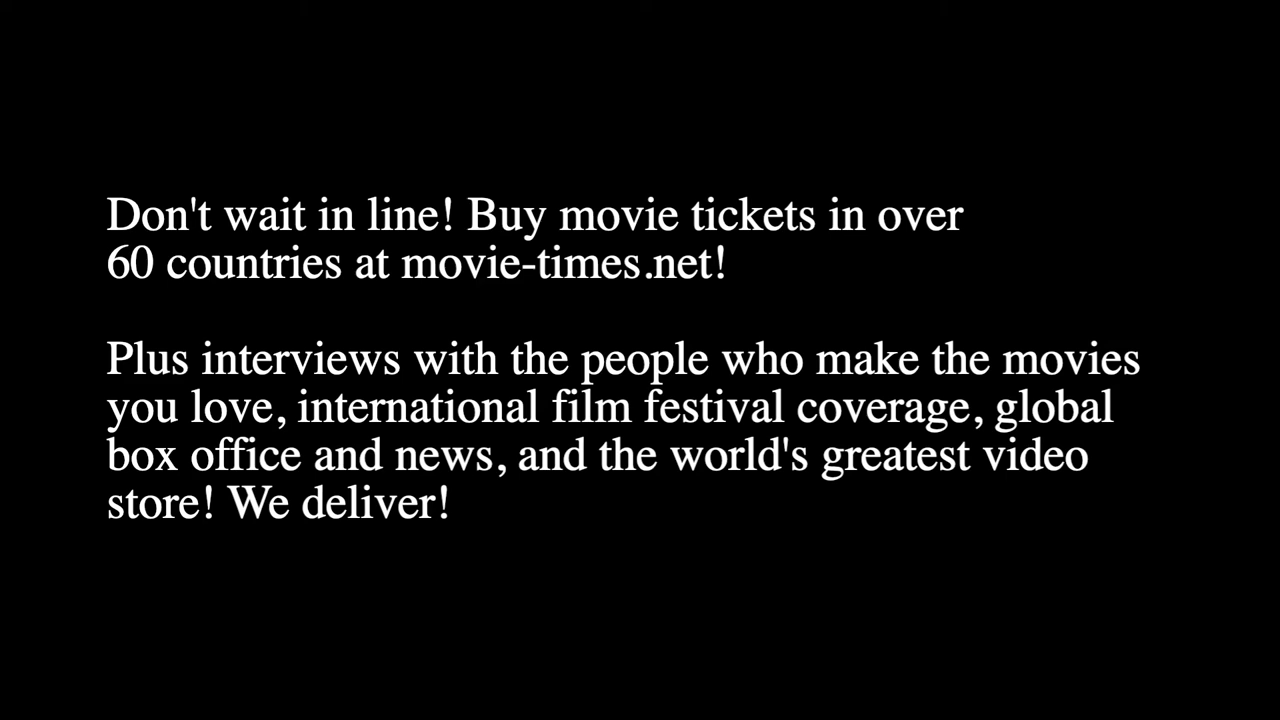 Don't wait in line! Buy movie tickets in over
60 countries at movie-times.net!
Plus interviews with the people who make the movies
you love, international film festival coverage, global
box office and news, and the world's greatest video
store! We deliver!